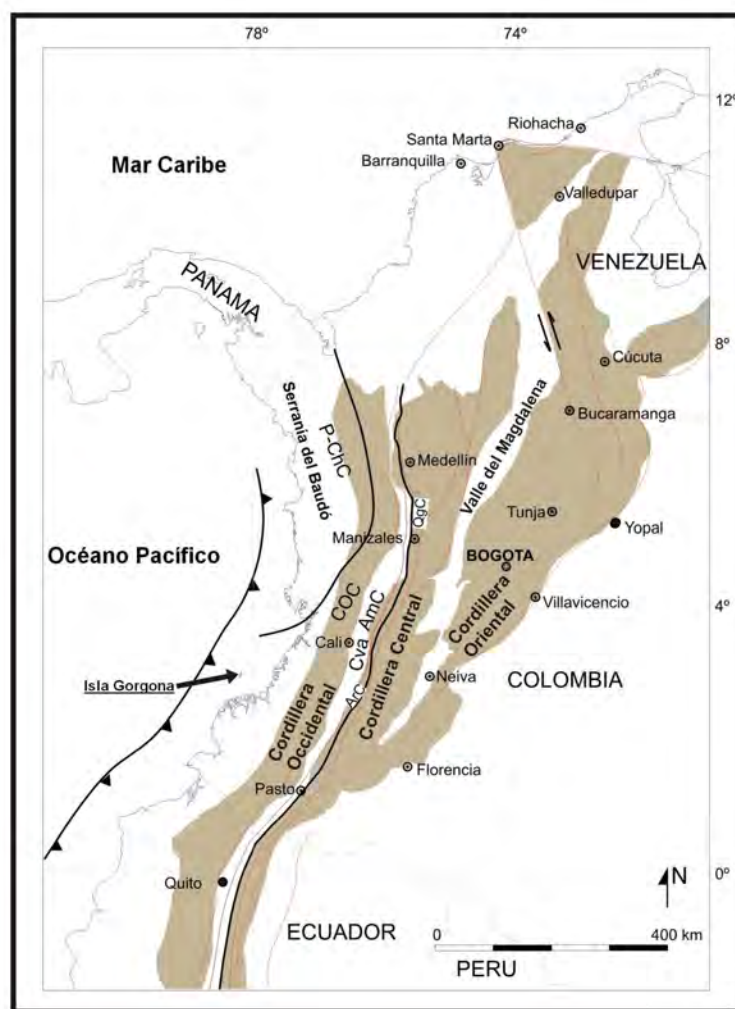 78º
74º
12º
Riohacha
Santa Marta
Mar Caribe
Barranquilla
Valledupar
VENEZUELA
PANAMA
8º
Cúcuta
Serranía del Baudó
P-ChC
Valle del Magdalena
Bucaramanga
Medellín
QgC
Tunja
Manizales
Yopal
Océano Pacífico
BOGOTA
COC
AmC
Villavicencio
4º
Cali
Cva
Cordillera
Oriental
Cordillera Central
Isla Gorgona
ArC
Neiva
COLOMBIA
Cordillera
Occidental
Florencia
Pasto
Quito
0º
N
ECUADOR
0
400 km
PERU